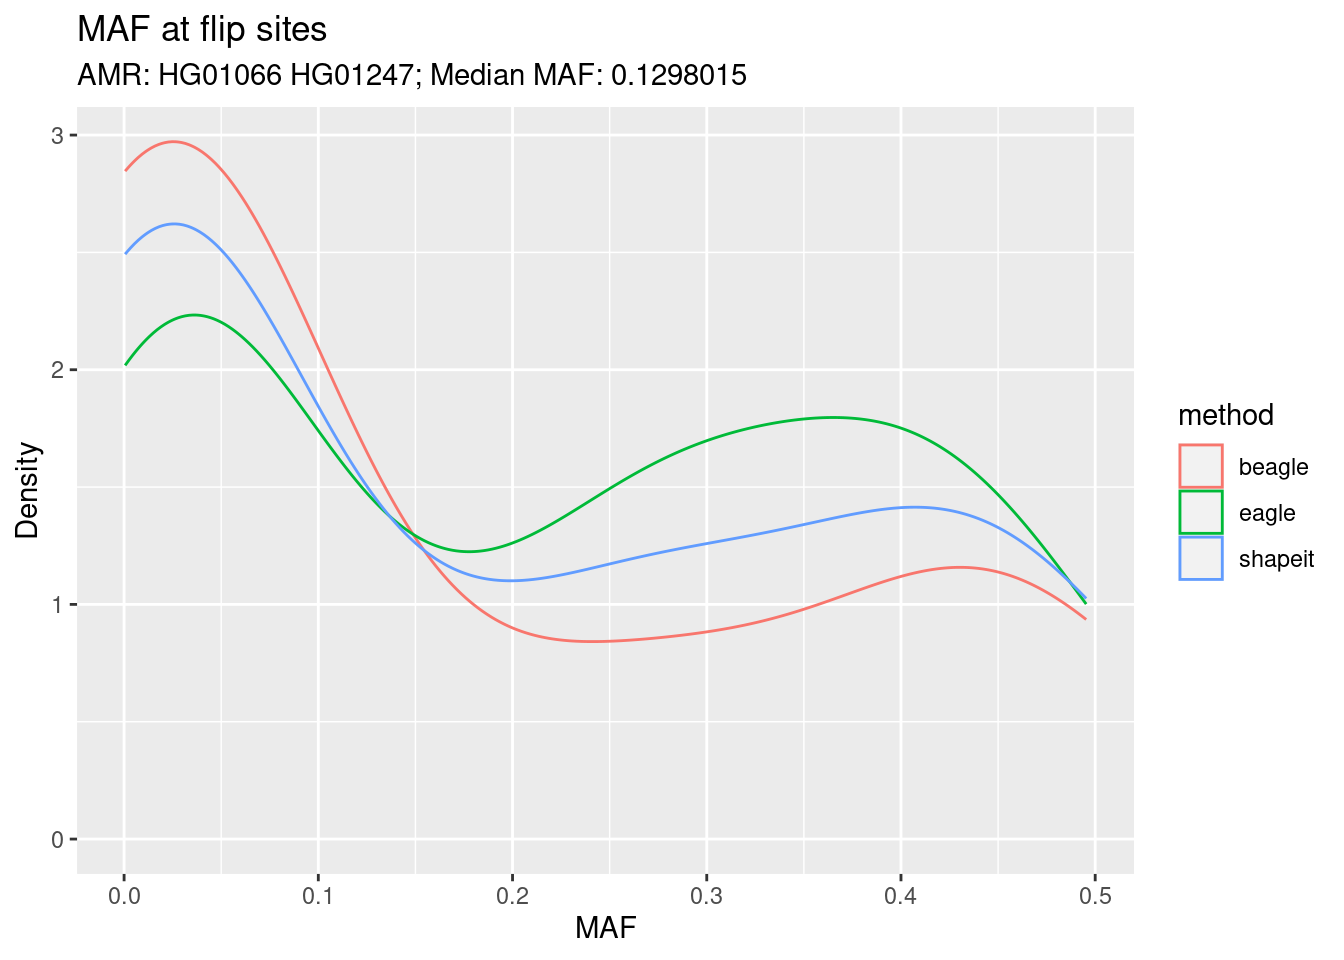 MAF at flip sites
AMR: HG01066 HG01247; Median MAF: 0.1298015
3
2
1
0
Density
0.0 0.1 0.2 0.3 0.4 0.5
MAF
method
beagle
eagle
shapeit